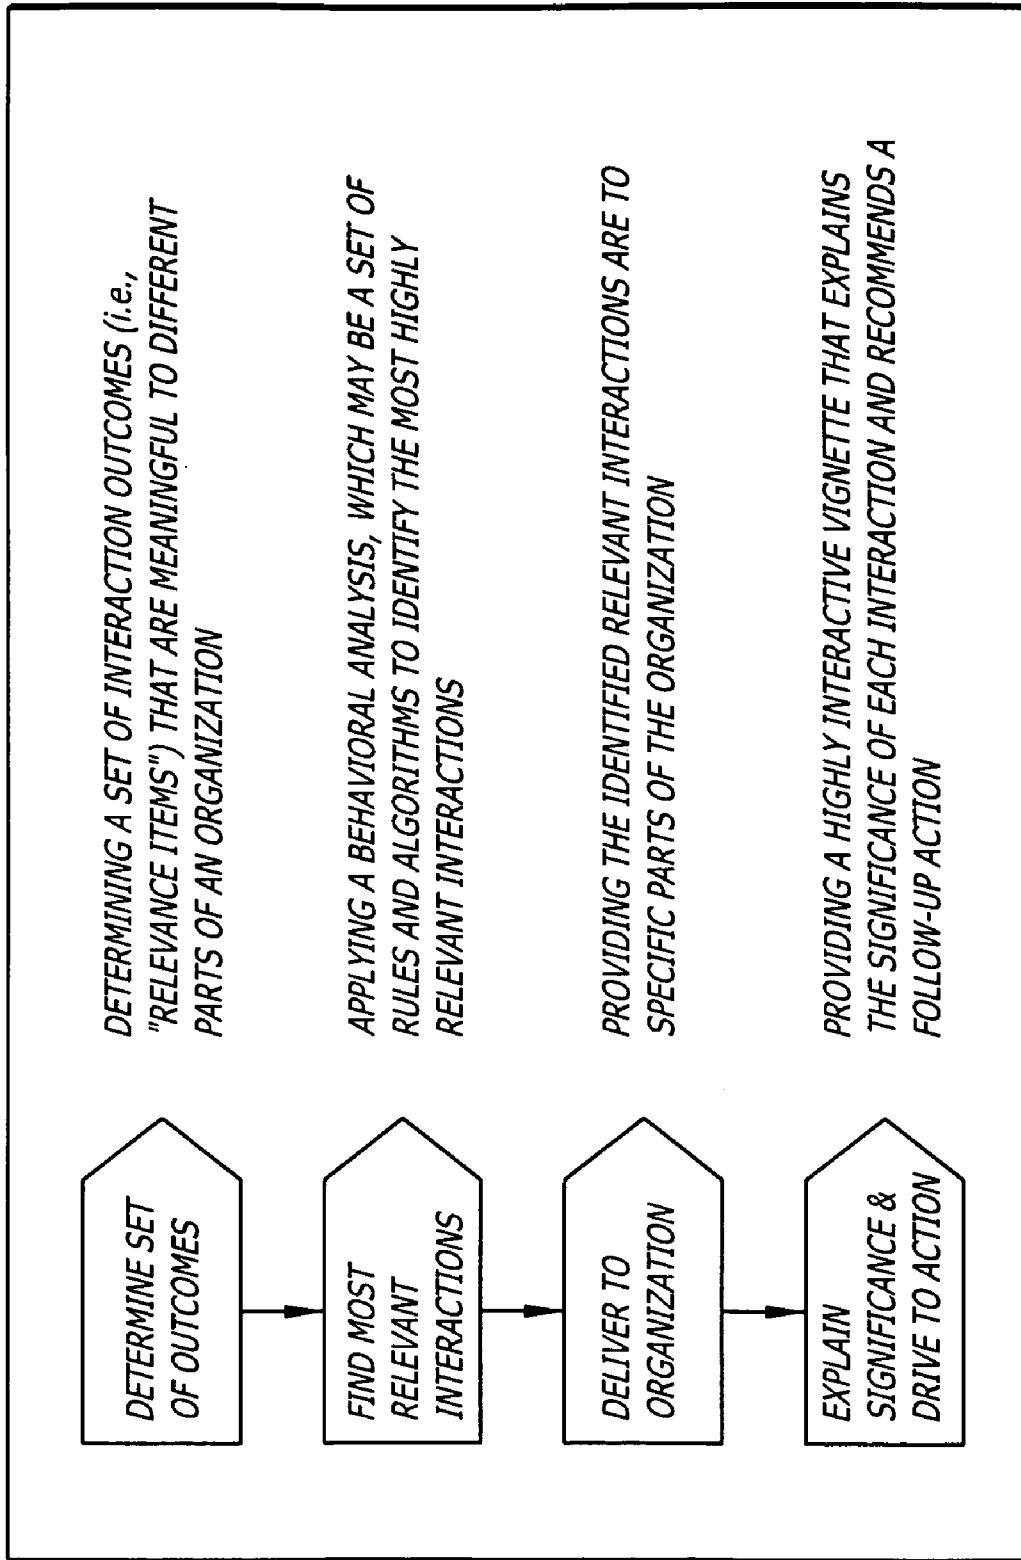 DETERMINE SET
OF OUTCOMES
DETERMINING A SET OF INTERACTION OUTCOMES (i.e.,
"RELEVANCE ITEMS") THAT ARE MEANINGFUL TO DIFFERENT
PARTS OF AN ORGANIZATION
FIND MOST
RELEVANT
INTERACTIONS
APPLYING A BEHAVIORAL ANALYSIS, WHICH MAY BE A SET OF
RULES AND ALGORITHMS TO IDENTIFY THE MOST HIGHLY
RELEVANT INTERACTIONS
DELIVER TO
ORGANIZATION
PROVIDING THE IDENTIFIED RELEVANT INTERACTIONS ARE TO
SPECIFIC PARTS OF THE ORGANIZATION
EXPLAIN
SIGNIFICANCE &
DRIVE TO ACTION
PROVIDING A HIGHLY INTERACTIVE VIGNETTE THAT EXPLAINS
THE SIGNIFICANCE OF EACH INTERACTION AND RECOMMENDS A
FOLLOW-UP ACTION